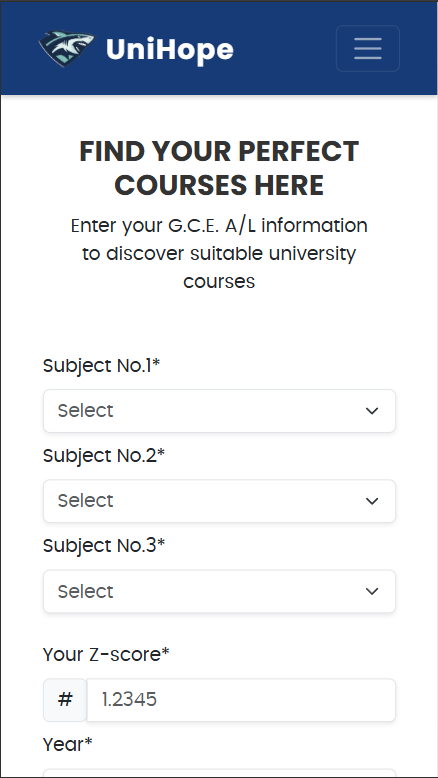 UniHope
FIND YOUR PERFECT
COURSES HERE
Enter your G.C.E. A/L information
to discover suitable university
courses
Subject No.1*
Select
Subject No.2*
Select
Subject No.3*
Select
Your Z-score*
# 1.2345
Year*